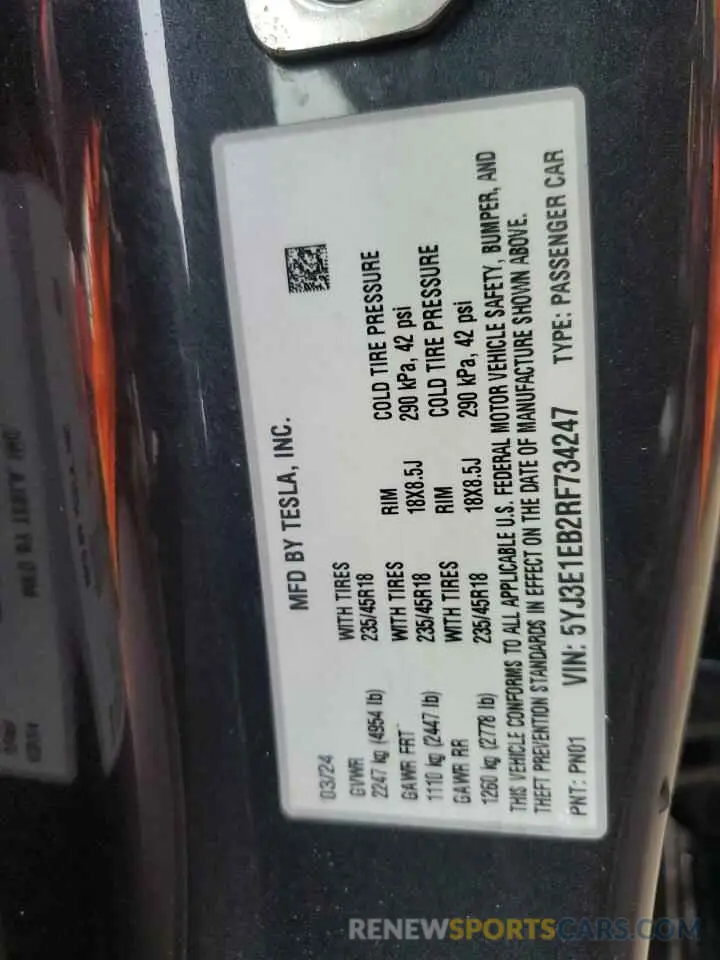 MFD BY TESLA, INC.
03/24
GVWR WITH TIRES RIM COLD TIRE PRESSURE
2247 kg (4954 lb) 235/45R18 18X8.5J 290 kPa, 42 psi
GAWR FRT WITH TIRES RIM COLD TIRE PRESSURE
1110 kg (2447 lb) 235/45R18 18X8.5J 290 kPa, 42 psi
GAWR RR WITH TIRES
1260 kg (2778 lb) 235/45R18
THIS VEHICLE CONFORMS TO ALL APPLICABLE U.S. FEDERAL MOTOR VEHICLE SAFETY, BUMPER, AND
THEFT PREVENTION STANDARDS IN EFFECT ON THE DATE OF MANUFACTURE SHOWN ABOVE.
PNT: PN01 VIN: 5YJ3E1EB2RF734247 TYPE: PASSENGER CAR
RENEWSPORTSCARS.COM